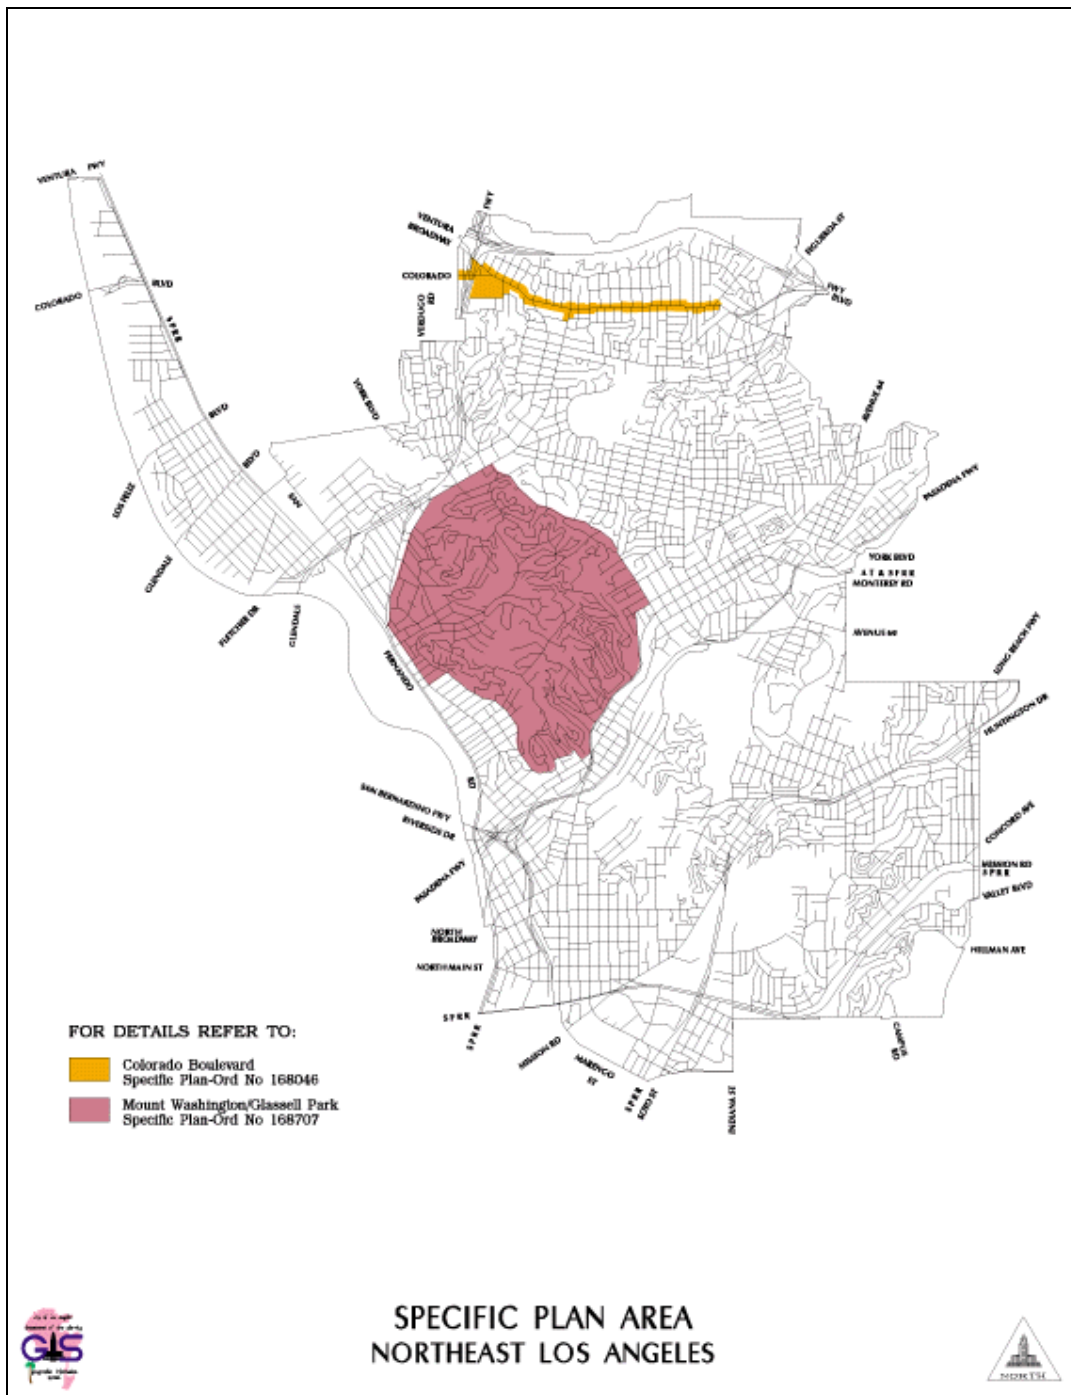 VENTURA FWY
FWY
VENTURA
BROADWAY
FIGUEROA ST
COLORADO
FWY
BLVD
COLORADO
BLVD
VERDUGO
RD
S P R R
YORK BLVD
AVENUE 64
BLVD
BLVD
PASADENA FWY
LOS FELIZ
SAN
YORK BLVD
A T & S F R R
MONTEREY RD
GLENDALE
FLETCHER DR
GLENDALE
AVENUE 60
LONG BEACH FWY
FERNANDO
HUNTINGTON DR
RD
SAN BERNARDINO FWY
RIVERSIDE DR
CONCORD AVE
MISSION RD
S P R R
PASADENA FWY
VALLEY BLVD
NORTH
BROADWAY
HILLMAN AVE
NORTH MAIN ST
S P R R
S P R R
MISSION RD
MARENGO
ST
CAMPUS
RD
S P R R
SOTO ST
INDIANA ST
FOR DETAILS REFER TO:
Colorado Boulevard
Specific Plan-Ord No 168046
Mount Washington/Glassell Park
Specific Plan-Ord No 168707
SPECIFIC PLAN AREA
NORTHEAST LOS ANGELES
GIS
NORTH